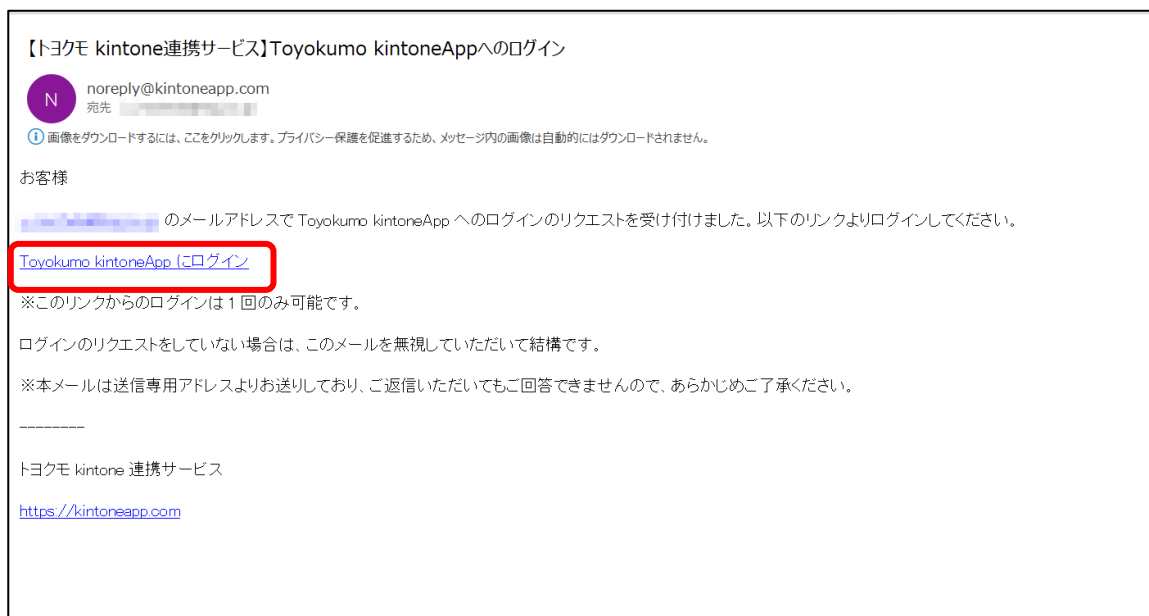 【トヨクモ kintone連携サービス】Toyokumo kintoneAppへのログイン
N
noreply@kintoneapp.com
宛先
画像をダウンロードするには、ここをクリックします。プライバシー保護を促進するため、メッセージ内の画像は自動的にはダウンロードされません。
お客様
のメールアドレスで Toyokumo kintoneApp へのログインのリクエストを受け付けました。以下のリンクよりログインしてください。
Toyokumo kintoneApp にログイン
※このリンクからのログインは 1 回のみ可能です。
ログインのリクエストをしていない場合は、このメールを無視していただいて結構です。
※本メールは送信専用アドレスよりお送りしており、ご返信いただいてもご回答できませんので、あらかじめご了承ください。
--------
トヨクモ kintone 連携サービス
https://kintoneapp.com